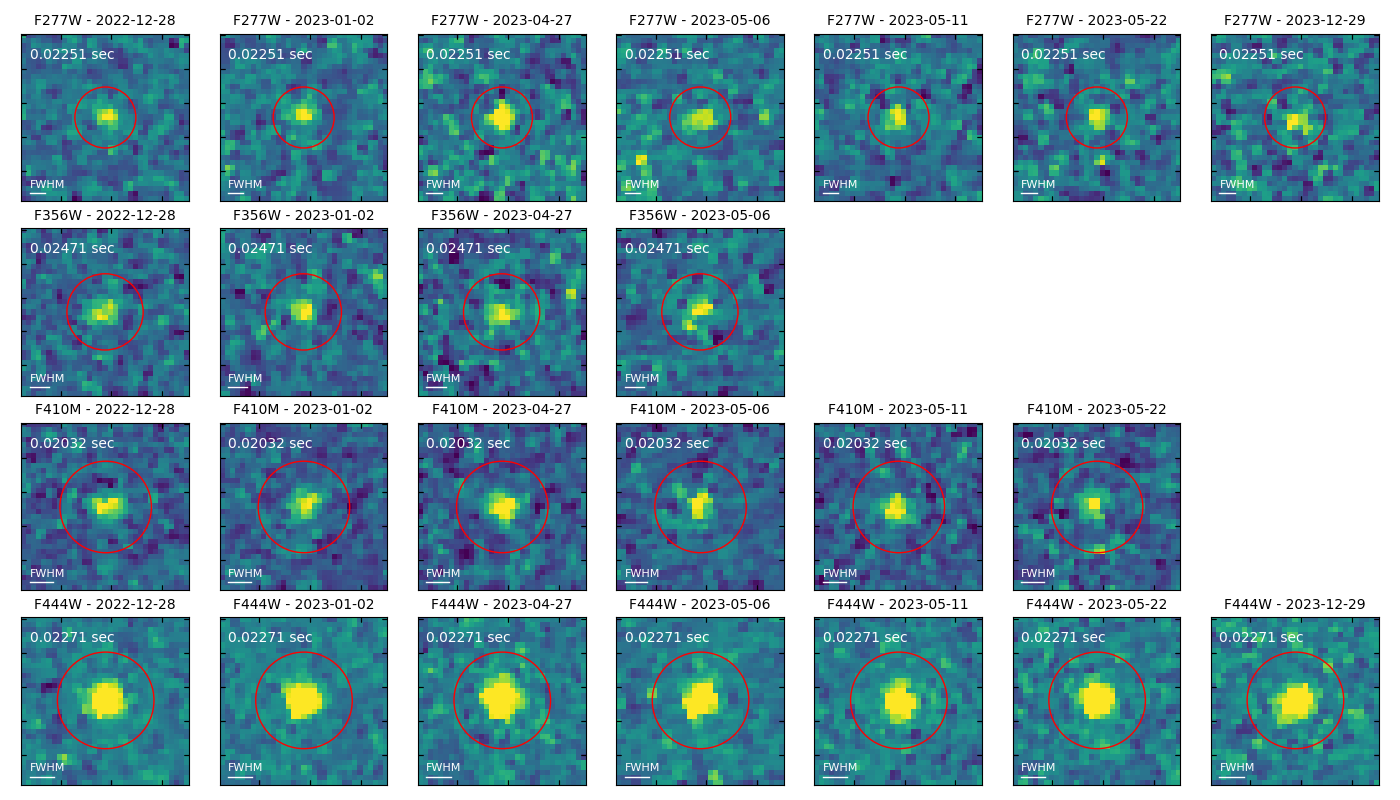 F277W - 2022-12-28
F277W - 2023-01-02
F277W - 2023-04-27
F277W - 2023-05-06
F277W - 2023-05-11
F277W - 2023-05-22
F277W - 2023-12-29
0.02251 sec
0.02251 sec
0.02251 sec
0.02251 sec
0.02251 sec
0.02251 sec
0.02251 sec
FWHM
FWHM
FWHM
FWHM
FWHM
FWHM
FWHM
F356W - 2022-12-28
F356W - 2023-01-02
F356W - 2023-04-27
F356W - 2023-05-06
0.02471 sec
0.02471 sec
0.02471 sec
0.02471 sec
FWHM
FWHM
FWHM
FWHM
F410M - 2022-12-28
F410M - 2023-01-02
F410M - 2023-04-27
F410M - 2023-05-06
F410M - 2023-05-11
F410M - 2023-05-22
0.02032 sec
0.02032 sec
0.02032 sec
0.02032 sec
0.02032 sec
0.02032 sec
FWHM
FWHM
FWHM
FWHM
FWHM
FWHM
F444W - 2022-12-28
F444W - 2023-01-02
F444W - 2023-04-27
F444W - 2023-05-06
F444W - 2023-05-11
F444W - 2023-05-22
F444W - 2023-12-29
0.02271 sec
0.02271 sec
0.02271 sec
0.02271 sec
0.02271 sec
0.02271 sec
0.02271 sec
FWHM
FWHM
FWHM
FWHM
FWHM
FWHM
FWHM